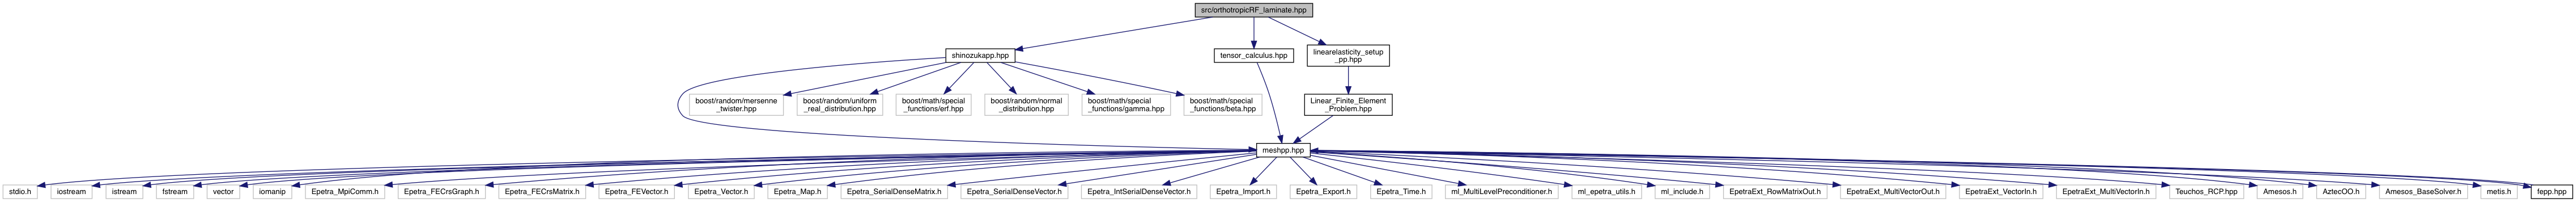 src/orthotropicRF_laminate.hpp
shinozukapp.hpp
tensor_calculus.hpp
linearelasticity_setup
_pp.hpp
boost/random/mersenne
_twister.hpp
boost/random/uniform
_real_distribution.hpp
boost/math/special
_functions/erf.hpp
boost/random/normal
_distribution.hpp
boost/math/special
_functions/gamma.hpp
boost/math/special
_functions/beta.hpp
Linear_Finite_Element
_Problem.hpp
meshpp.hpp
stdio.h
iostream
istream
fstream
vector
iomanip
Epetra_MpiComm.h
Epetra_FECrsGraph.h
Epetra_FECrsMatrix.h
Epetra_FEVector.h
Epetra_Vector.h
Epetra_Map.h
Epetra_SerialDenseMatrix.h
Epetra_SerialDenseVector.h
Epetra_IntSerialDenseVector.h
Epetra_Import.h
Epetra_Export.h
Epetra_Time.h
ml_MultiLevelPreconditioner.h
ml_epetra_utils.h
ml_include.h
EpetraExt_RowMatrixOut.h
EpetraExt_MultiVectorOut.h
EpetraExt_VectorIn.h
EpetraExt_MultiVectorIn.h
Teuchos_RCP.hpp
Amesos.h
AztecOO.h
Amesos_BaseSolver.h
metis.h
fepp.hpp